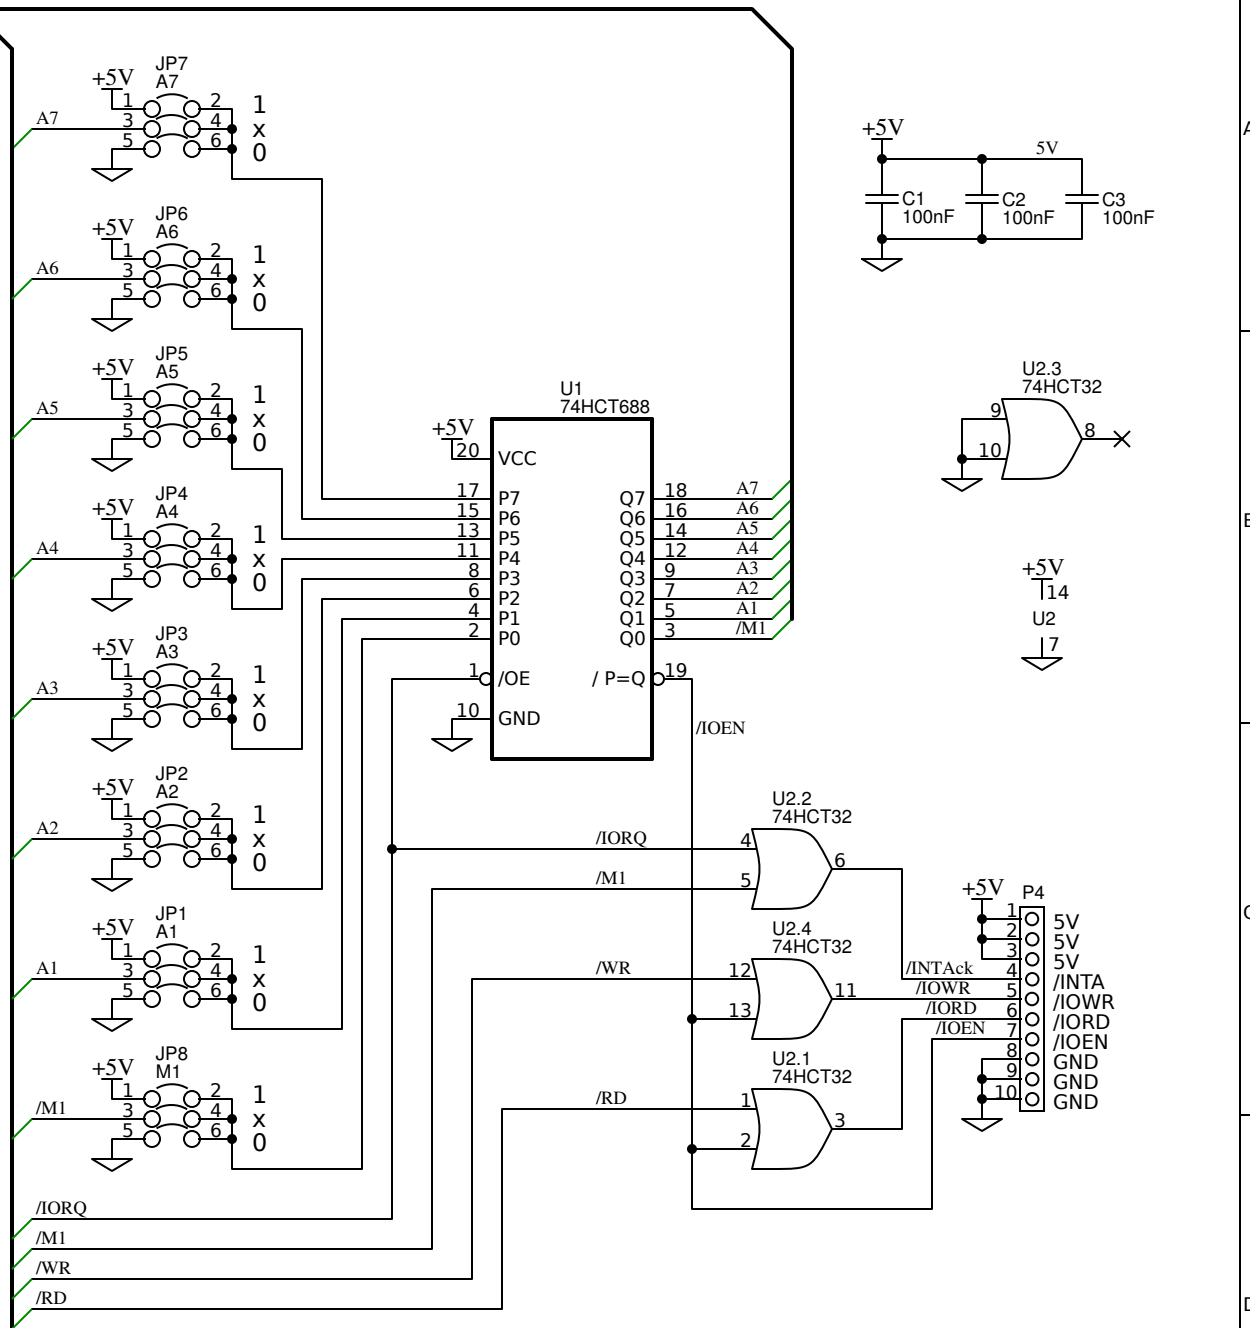 JP7
A7
+5V
1 2 1
A7 3 4 x
5 6 0
JP6
A6
+5V
1 2 1
A6 3 4 x
5 6 0
JP5
A5
+5V
1 2 1
A5 3 4 x
5 6 0
JP4
A4
+5V
1 2 1
A4 3 4 x
5 6 0
JP3
A3
+5V
1 2 1
A3 3 4 x
5 6 0
JP2
A2
+5V
1 2 1
A2 3 4 x
5 6 0
JP1
A1
+5V
1 2 1
A1 3 4 x
5 6 0
JP8
M1
+5V
1 2 1
/M1 3 4 x
5 6 0
/IORQ
/M1
/WR
/RD
U1
74HCT688
+5V
20 VCC
17 P7 Q7 18 A7
15 P6 Q6 16 A6
13 P5 Q5 14 A5
11 P4 Q4 12 A4
8 P3 Q3 9 A3
6 P2 Q2 7 A2
4 P1 Q1 5 A1
2 P0 Q0 3 /M1
1 /OE / P=Q 19
10 GND
/IOEN
+5V
5V
C1
100nF
C2
100nF
C3
100nF
U2.3
74HCT32
9
10
8
+5V
14
U2
7
U2.2
74HCT32
/IORQ 4
/M1 5
6
U2.4
74HCT32
/WR 12
13
11
U2.1
74HCT32
/RD 1
2
3
+5V
P4
1 5V
2 5V
3 5V
/INTAck 4 /INTA
/IOWR 5 /IOWR
/IORD 6 /IORD
/IOEN 7 /IOEN
8 GND
9 GND
10 GND